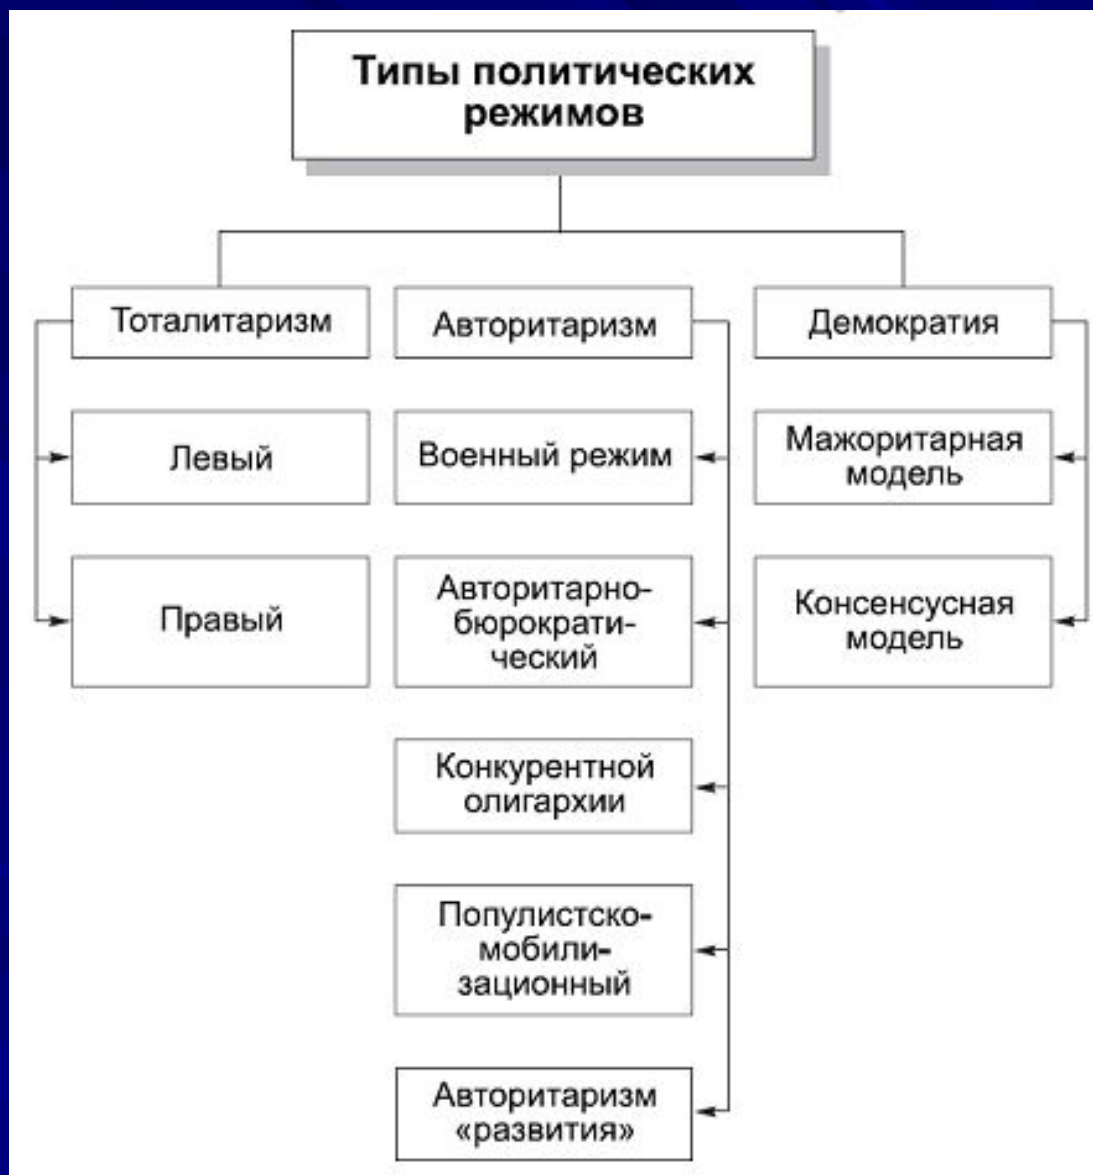 Типы политических
режимов
Тоталитаризм
Авторитаризм
Демократия
Левый
Военный режим
Мажоритарная
модель
Правый
Авторитарно-
бюрократи-
ческий
Консенсусная
модель
Конкурентной
олигархии
Популистско-
мобили-
зационный
Авторитаризм
«развития»